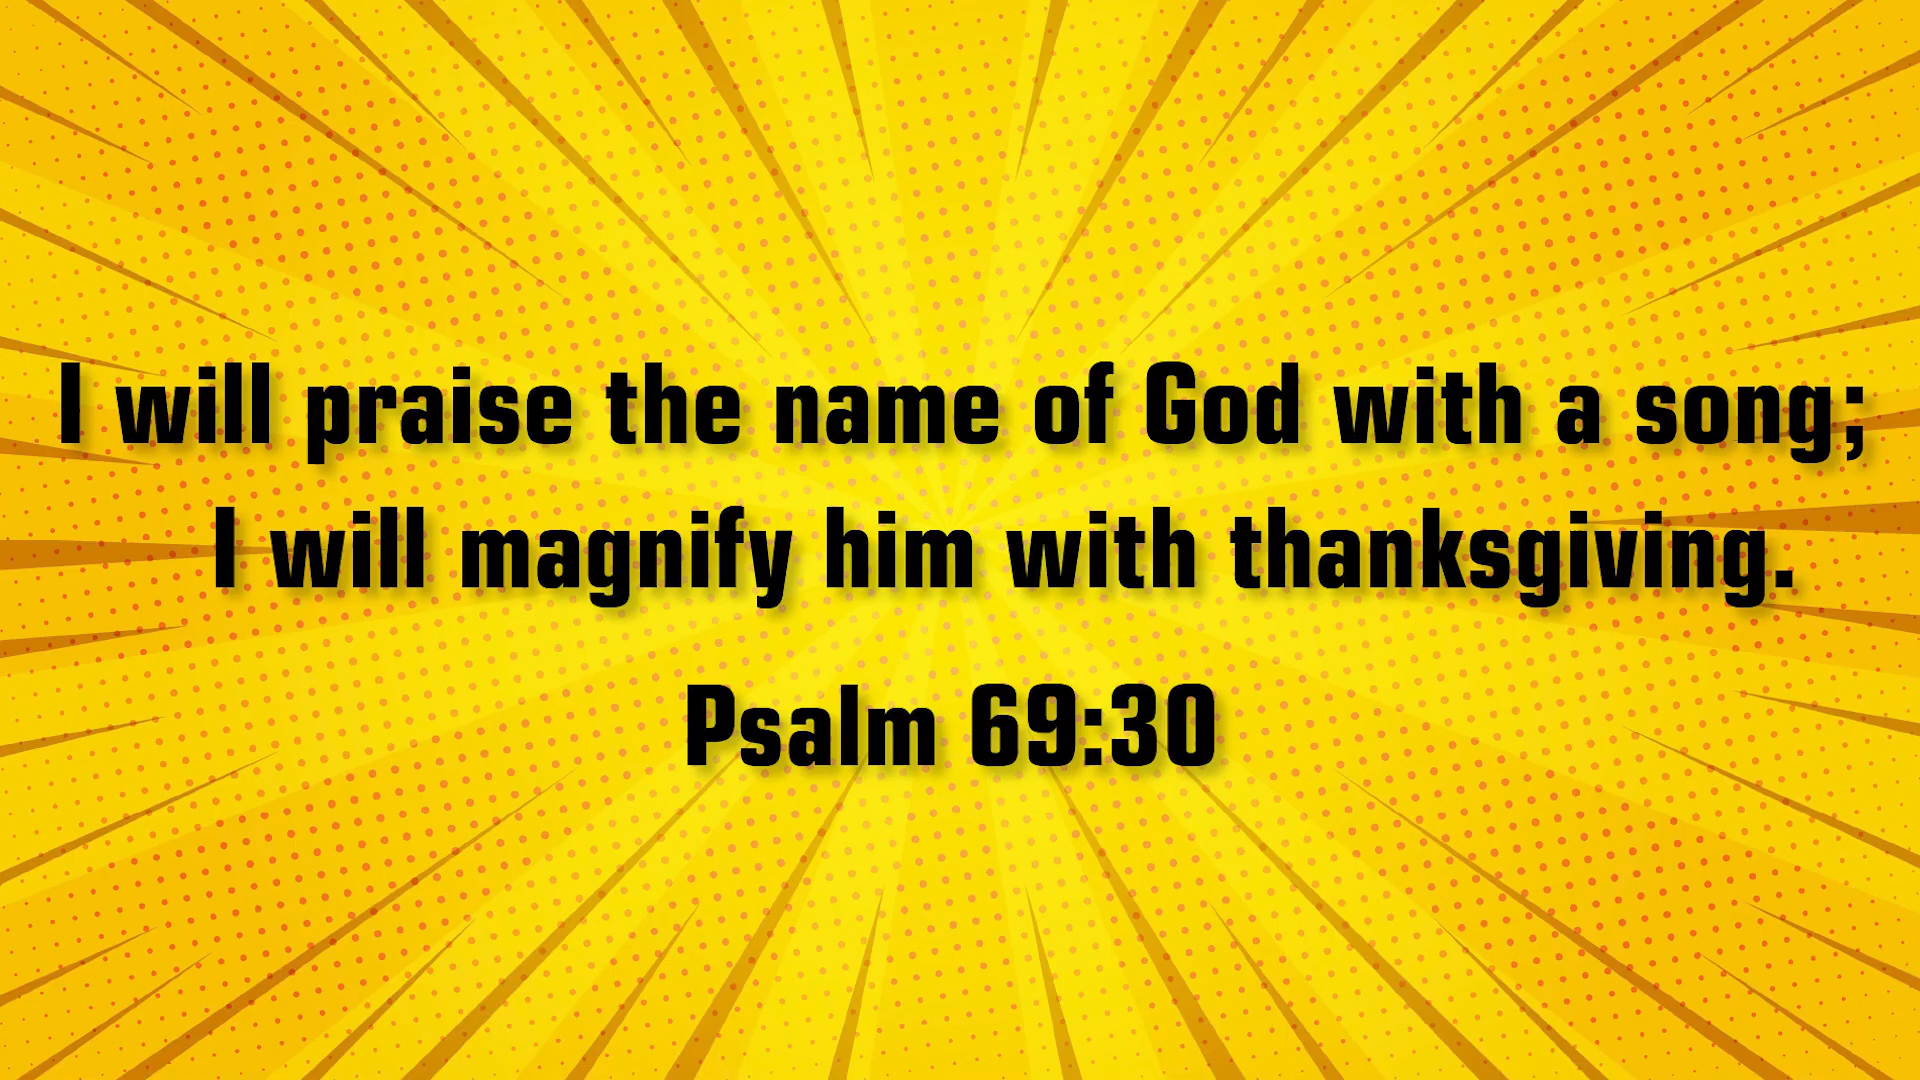 I will praise the name of God with a song;
I will magnify him with thanksgiving.
Psalm 69:30